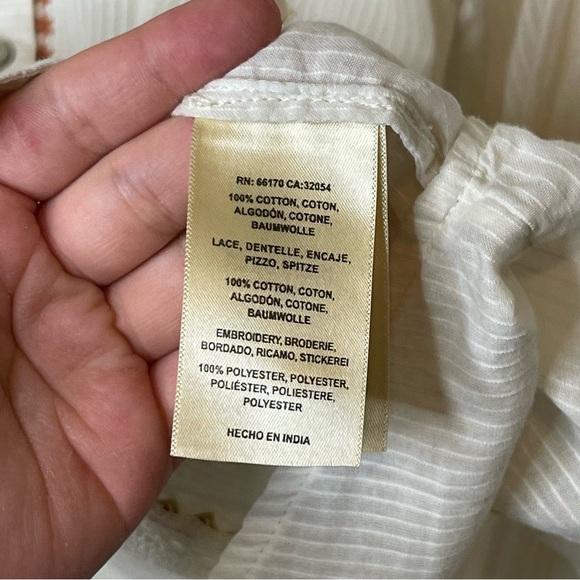 RN: 66170 CA:32054
100% COTTON, COTON,
ALGODÓN, COTONE,
BAUMWOLLE
LACE, DENTELLE, ENCAJE,
PIZZO, SPITZE
100% COTTON, COTON,
ALGODÓN, COTONE,
BAUMWOLLE
EMBROIDERY, BRODERIE,
BORDADO, RICAMO, STICKEREI
100% POLYESTER, POLYESTER,
POLIÉSTER, POLIESTERE,
POLYESTER
HECHO EN INDIA